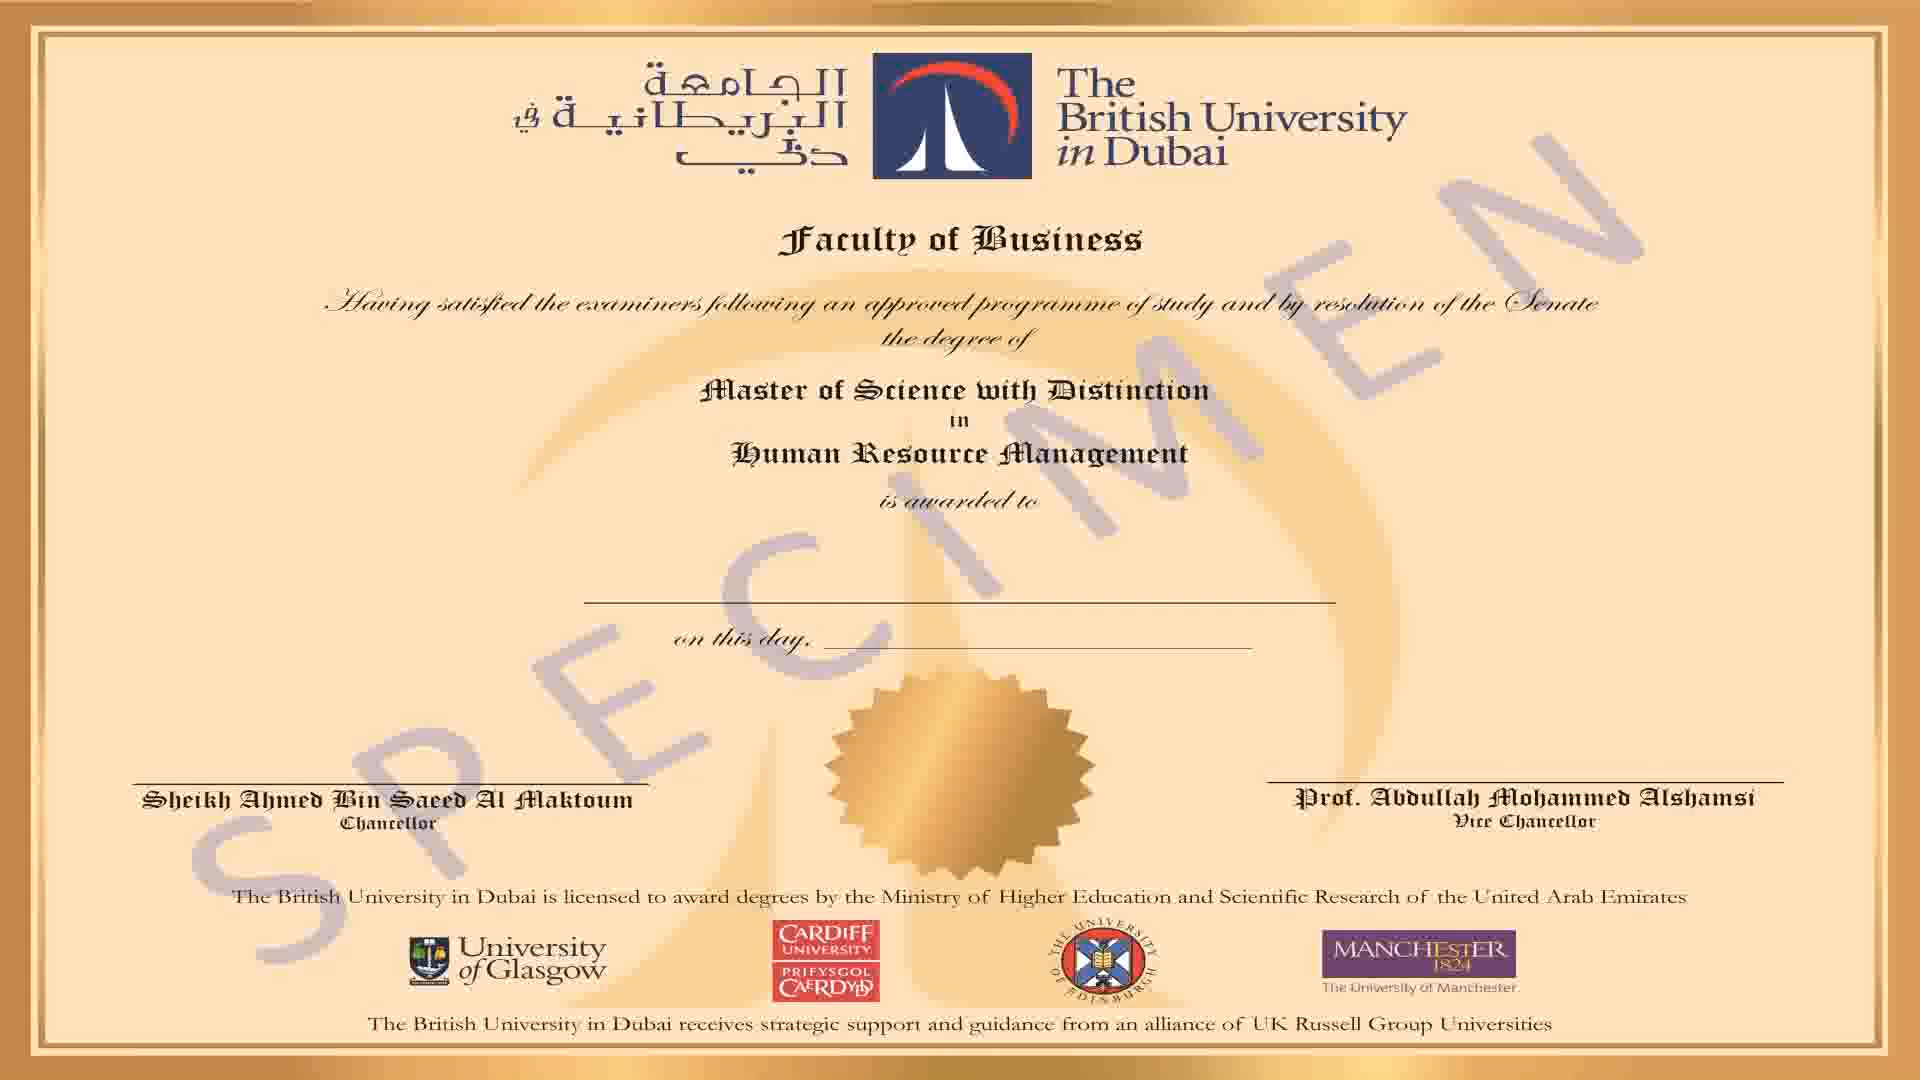 الجامعة
البريطانية في
دبي
The
British University
in Dubai
Faculty of Business
Having satisfied the examiners following an approved programme of study and by resolution of the Senate
the degree of
Master of Science with Distinction
in
Human Resource Management
is awarded to
on this day,
SPECIMEN
Sheikh Ahmed Bin Saeed Al Maktoum
Chancellor
Prof. Abdullah Mohammed Alshamsi
Vice Chancellor
The British University in Dubai is licensed to award degrees by the Ministry of Higher Education and Scientific Research of the United Arab Emirates
University
of Glasgow
CARDIFF
UNIVERSITY
PRIFYSGOL
CAERDYDD
THE UNIVERSITY OF EDINBURGH
MANCHESTER
1824
The University of Manchester
The British University in Dubai receives strategic support and guidance from an alliance of UK Russell Group Universities